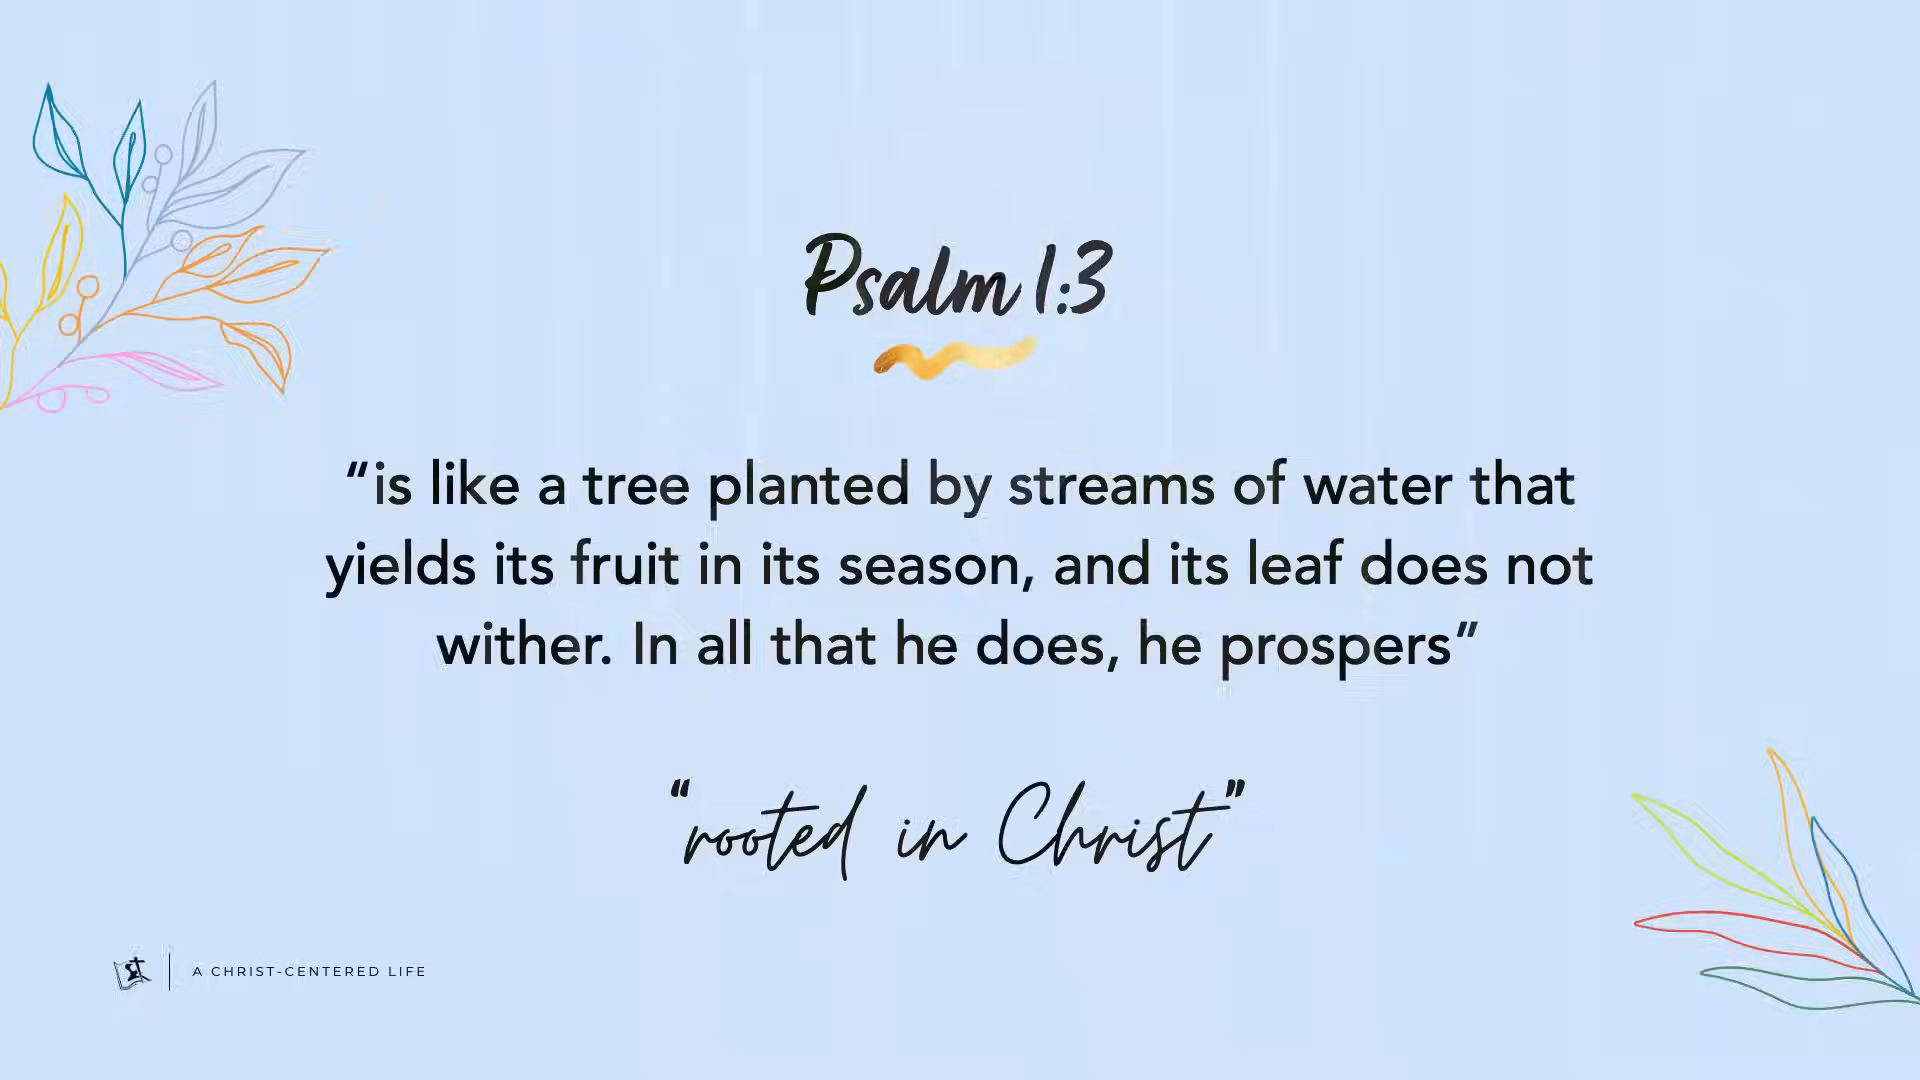 Psalm 1:3
“is like a tree planted by streams of water that
yields its fruit in its season, and its leaf does not
wither. In all that he does, he prospers”
“rooted in Christ”
A CHRIST-CENTERED LIFE